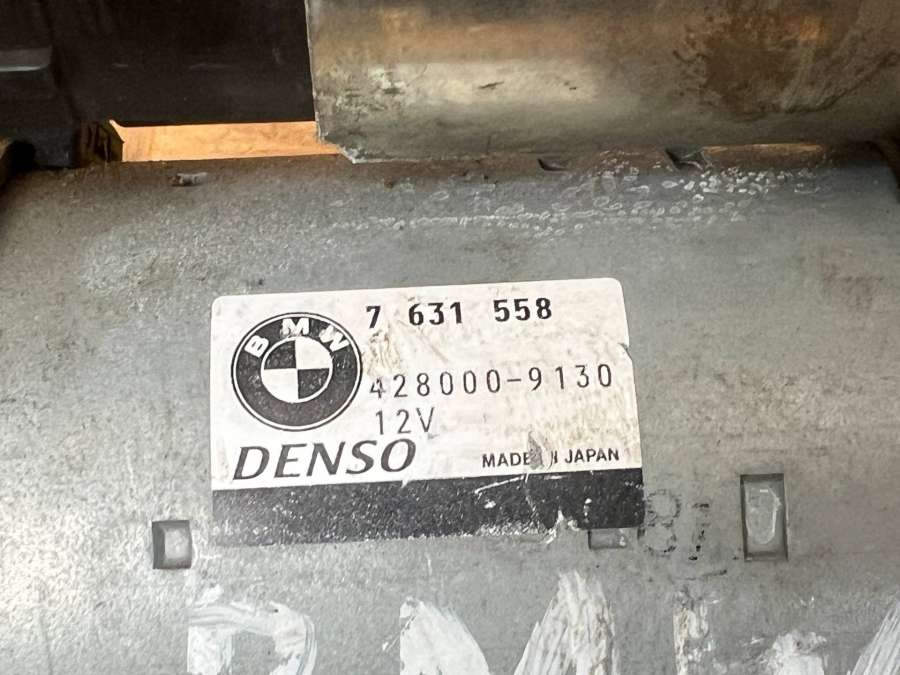 7 631 558
BMW
428000-9130
12V
DENSO
MADE IN JAPAN